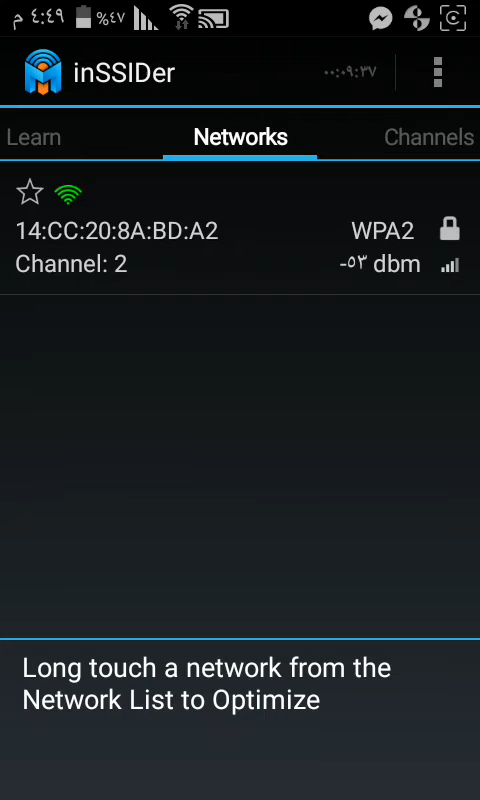 ٤:٤٩ م
%٤٧
inSSIDer
٠٠:٠٩:٣٧
Learn
Networks
Channels
14:CC:20:8A:BD:A2
WPA2
Channel: 2
-٥٣ dbm
Long touch a network from the
Network List to Optimize